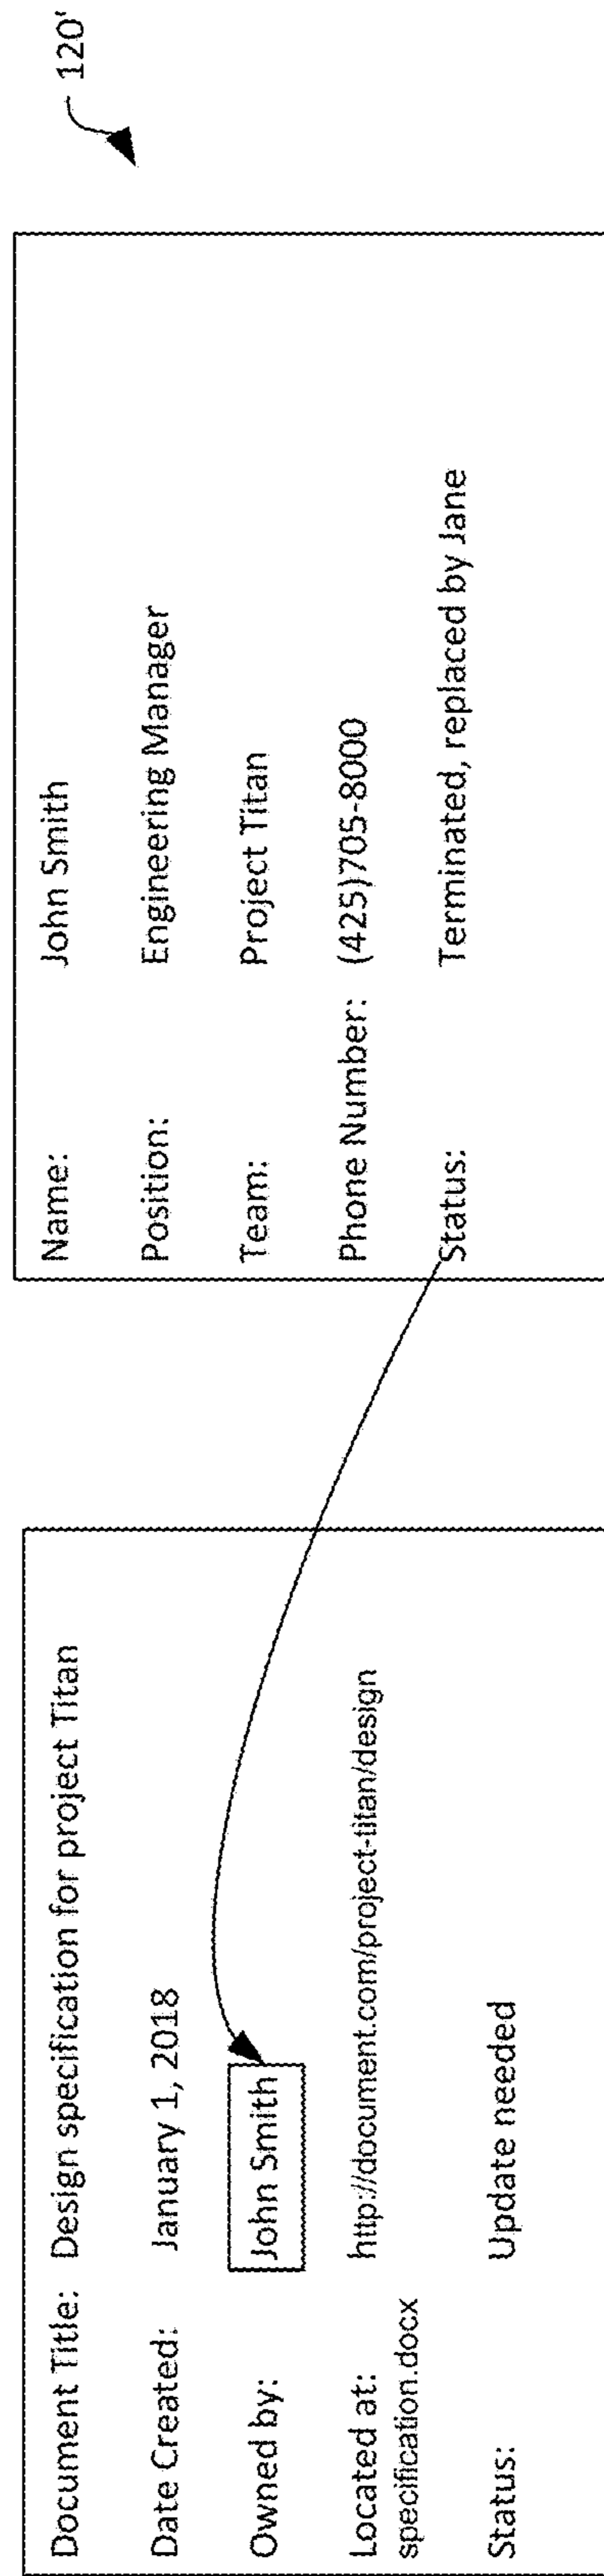 120'
Document Title: Design specification for project Titan
Date Created: January 1, 2018
Owned by: John Smith
Located at: http://document.com/project-titan/design
specification.docx
Status: Update needed
Name: John Smith
Position: Engineering Manager
Team: Project Titan
Phone Number: (425)705-8000
Status: Terminated, replaced by Jane